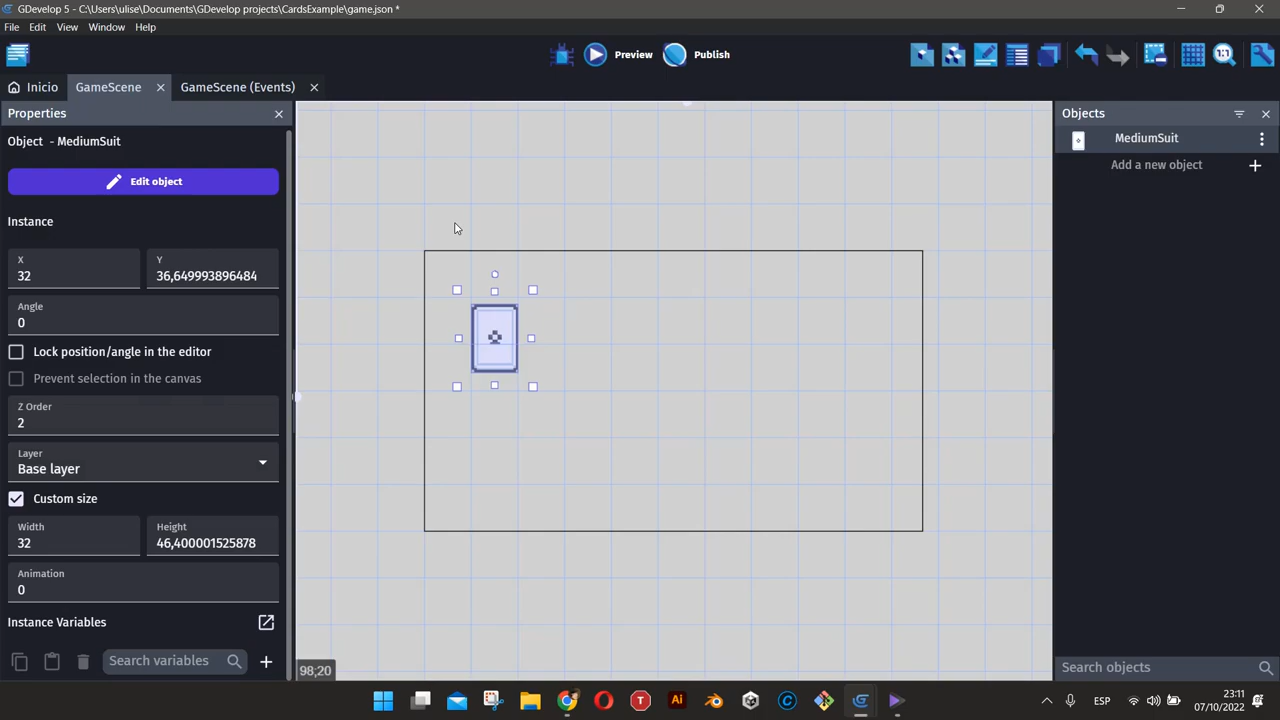 GDevelop 5 - C:\Users\ulise\Documents\GDevelop projects\CardsExample\game.json *
File Edit View Window Help
Preview Publish
1:1
Inicio GameScene GameScene (Events)
Properties
Object - MediumSuit
Edit object
Instance
X
32
Y
36,649993896484
Angle
0
Lock position/angle in the editor
Prevent selection in the canvas
Z Order
2
Layer
Base layer
Custom size
Width
32
Height
46,400001525878
Animation
0
Instance Variables
Search variables
98;20
Objects
MediumSuit
Add a new object
Search objects
T
Ai
ESP
23:11
07/10/2022